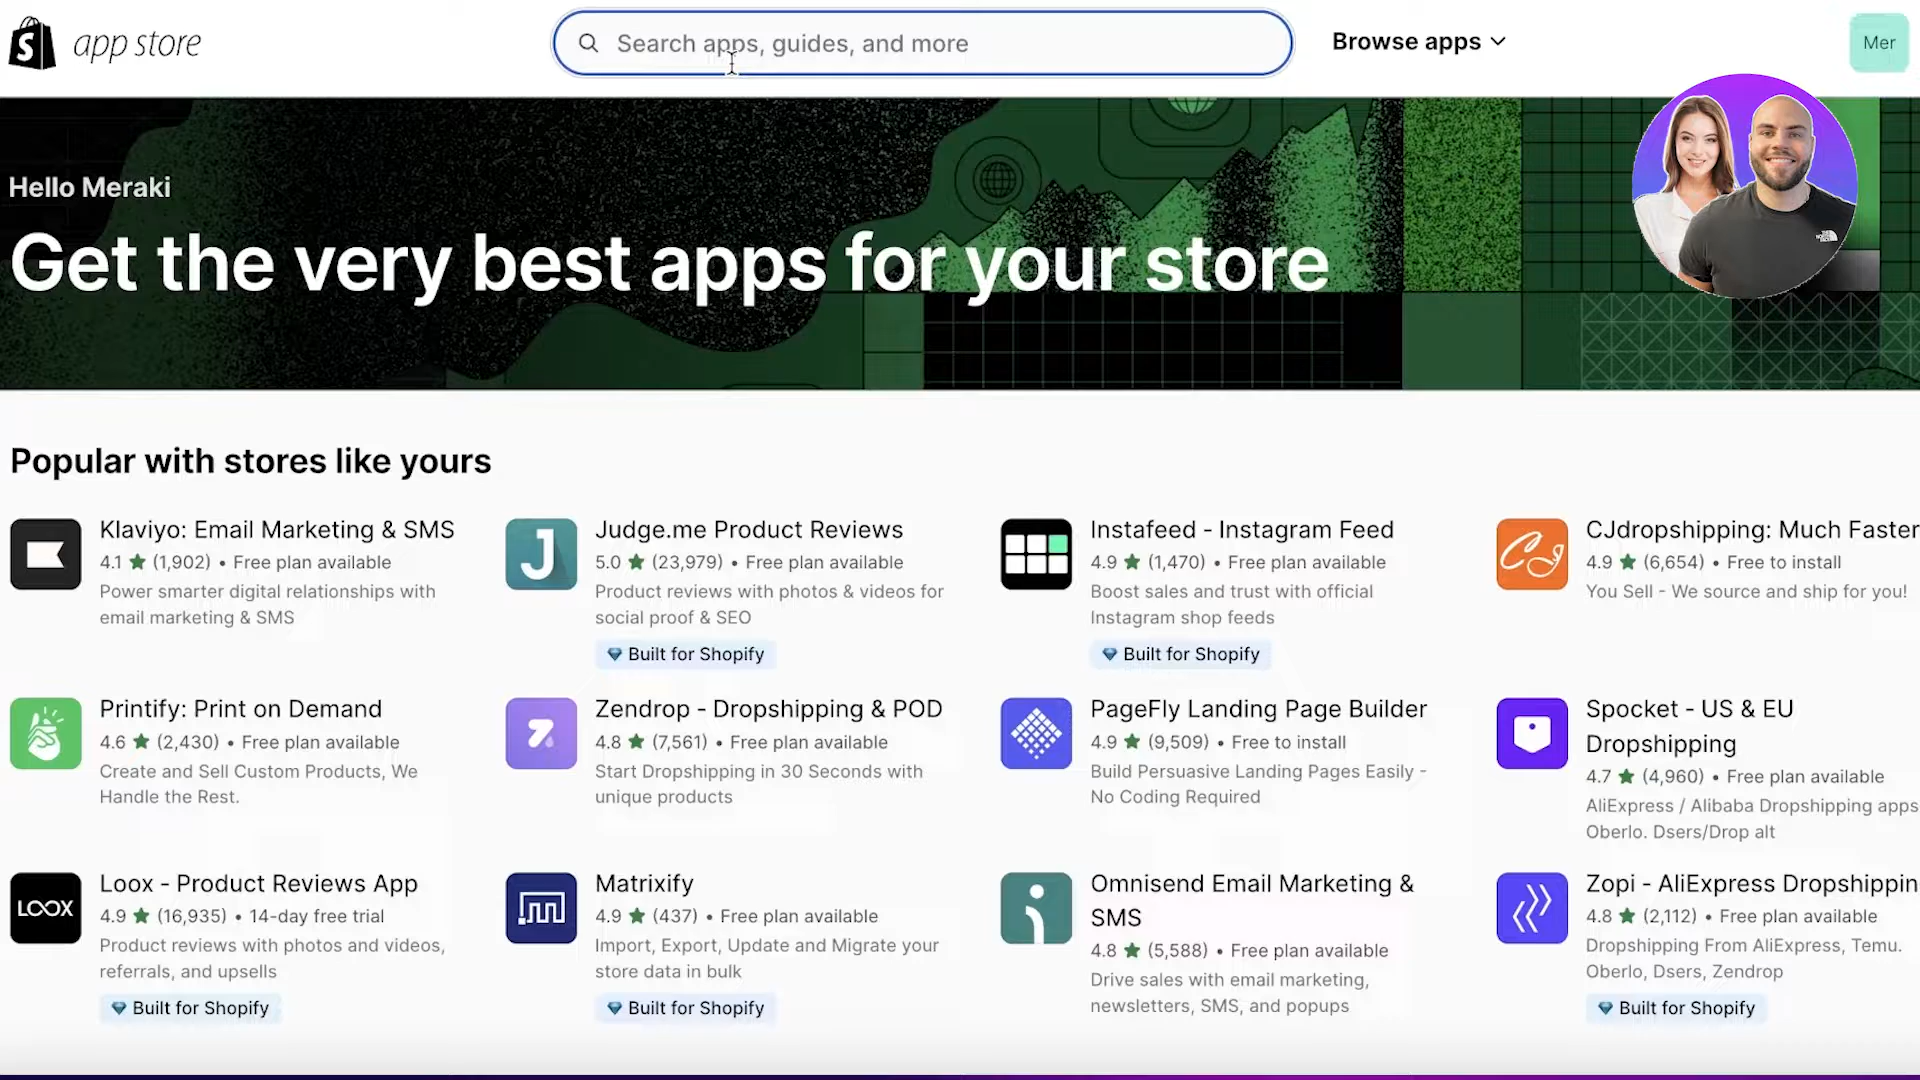 app store
Search apps, guides, and more
Browse apps
Mer
Hello Meraki
Get the very best apps for your store
Popular with stores like yours
Klaviyo: Email Marketing & SMS
4.1 ★ (1,902) • Free plan available
Power smarter digital relationships with
email marketing & SMS
J
Judge.me Product Reviews
5.0 ★ (23,979) • Free plan available
Product reviews with photos & videos for
social proof & SEO
Built for Shopify
Instafeed - Instagram Feed
4.9 ★ (1,470) • Free plan available
Boost sales and trust with official
Instagram shop feeds
Built for Shopify
CJ
CJdropshipping: Much Faster
4.9 ★ (6,654) • Free to install
You Sell - We source and ship for you!
Printify: Print on Demand
4.6 ★ (2,430) • Free plan available
Create and Sell Custom Products, We
Handle the Rest.
Zendrop - Dropshipping & POD
4.8 ★ (7,561) • Free plan available
Start Dropshipping in 30 Seconds with
unique products
PageFly Landing Page Builder
4.9 ★ (9,509) • Free to install
Build Persuasive Landing Pages Easily -
No Coding Required
Spocket - US & EU
Dropshipping
4.7 ★ (4,960) • Free plan available
AliExpress / Alibaba Dropshipping apps
Oberlo. Dsers/Drop alt
LOOX
Loox - Product Reviews App
4.9 ★ (16,935) • 14-day free trial
Product reviews with photos and videos,
referrals, and upsells
Built for Shopify
Matrixify
4.9 ★ (437) • Free plan available
Import, Export, Update and Migrate your
store data in bulk
Built for Shopify
Omnisend Email Marketing &
SMS
4.8 ★ (5,588) • Free plan available
Drive sales with email marketing,
newsletters, SMS, and popups
Zopi - AliExpress Dropshippin
4.8 ★ (2,112) • Free plan available
Dropshipping From AliExpress, Temu.
Oberlo, Dsers, Zendrop
Built for Shopify